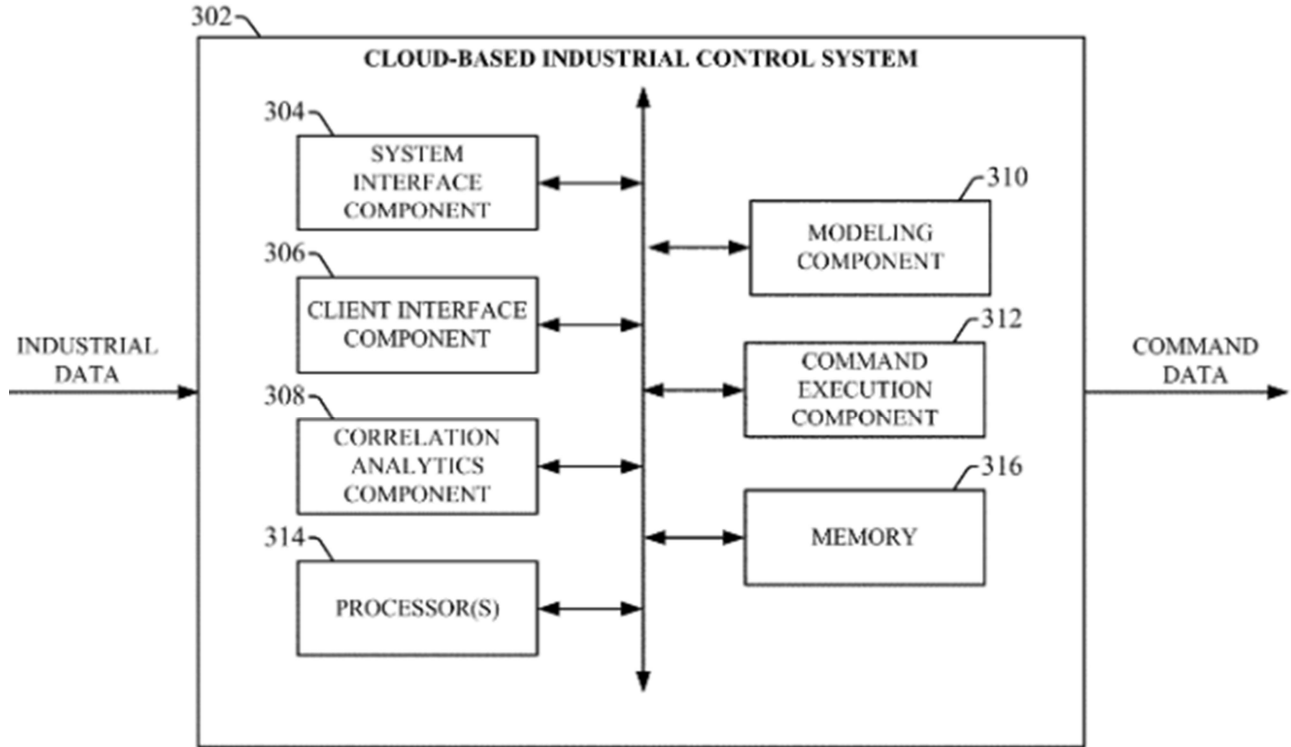 302
CLOUD-BASED INDUSTRIAL CONTROL SYSTEM
304
SYSTEM
INTERFACE
COMPONENT
306
CLIENT INTERFACE
COMPONENT
308
CORRELATION
ANALYTICS
COMPONENT
314
PROCESSOR(S)
310
MODELING
COMPONENT
312
COMMAND
EXECUTION
COMPONENT
316
MEMORY
INDUSTRIAL
DATA
COMMAND
DATA